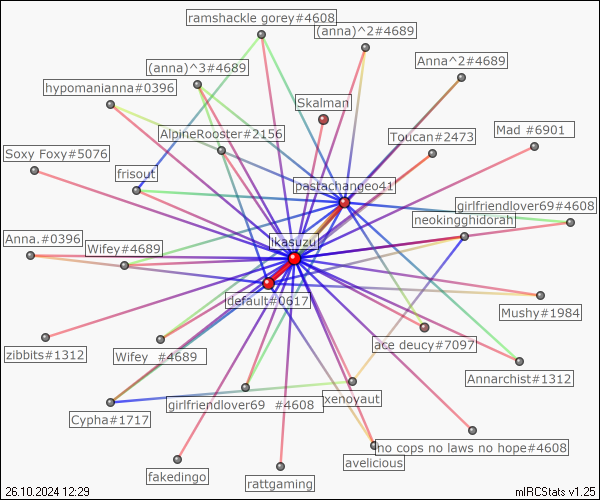 ramshackle gorey#4608
(anna)^2#4689
(anna)^3#4689
Anna^2#4689
hypomanianna#0396
Skalman
AlpineRooster#2156
Toucan#2473
Mad #6901
Soxy Foxy#5076
frisout
pastachangeo41
girlfriendlover69#4608
neokingghidorah
Anna.#0396
Wifey#4689
ikasuzu
default#0617
Mushy#1984
zibbits#1312
Wifey #4689
ace deucy#7097
Annarchist#1312
Cypha#1717
girlfriendlover69 #4608
xenoyaut
no cops no laws no hope#4608
avelicious
fakedingo
rattgaming
26.10.2024 12:29
mIRCStats v1.25